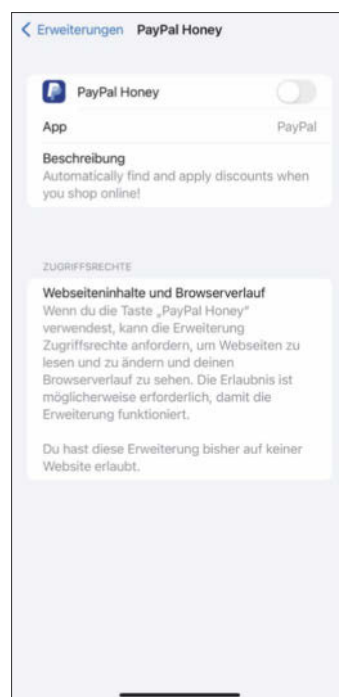 Erweiterungen PayPal Honey
PayPal Honey
App PayPal
Beschreibung
Automatically find and apply discounts when
you shop online!
ZUGRIFFSRECHTE
Webseiteninhalte und Browserverlauf
Wenn du die Taste „PayPal Honey“
verwendest, kann die Erweiterung
Zugriffsrechte anfordern, um Webseiten zu
lesen und zu ändern und deinen
Browserverlauf zu sehen. Die Erlaubnis ist
möglicherweise erforderlich, damit die
Erweiterung funktioniert.
Du hast diese Erweiterung bisher auf keiner
Website erlaubt.